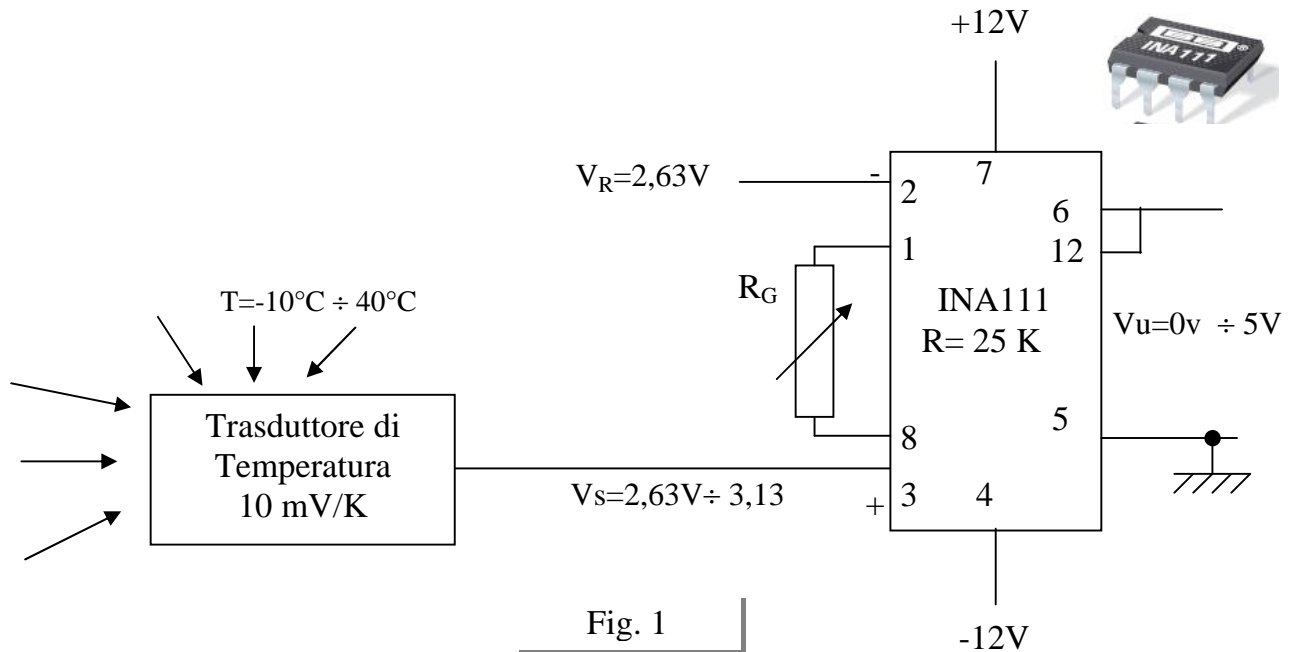 +12V
INA111
®
V_R=2,63V
-
2
7
6
1
12
R_G
T=-10°C ÷ 40°C
INA111
R= 25 K
Vu=0v ÷ 5V
Trasduttore di
Temperatura
10 mV/K
8
5
Vs=2,63V÷ 3,13
+
3
4
Fig. 1
-12V